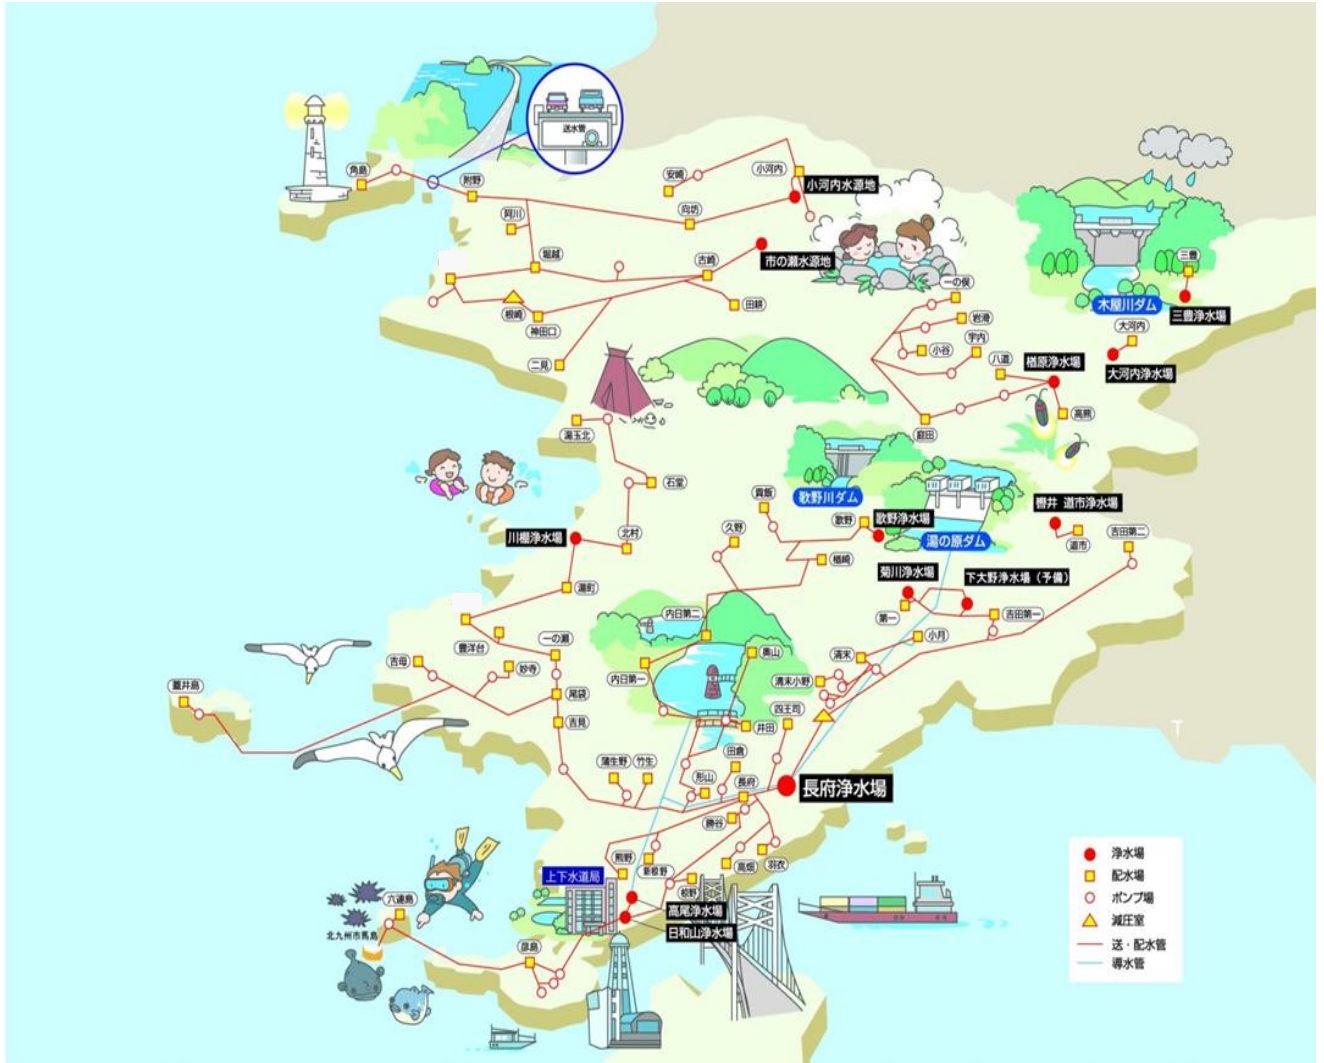 送水管
角島
附野
安崎
小河内
小河内水源地
阿川
向坊
市の瀬水源地
堀越
古崎
田耕
根崎
神田口
二見
三豊
木屋川ダム
三豊浄水場
大河内
大河内浄水場
一の俣
岩滑
小谷
宇内
八道
楢原浄水場
高熊
庭田
湯玉北
石堂
北村
川棚浄水場
湯町
歌野川ダム
貴飯
歌野
歌野浄水場
久野
楢崎
湯の原ダム
道市浄水場
道市
吉田第二
菊川浄水場
下大野浄水場（予備）
第一
吉田第一
小月
内日第二
内日第一
奥山
井田
清末
清末小野
四王司
豊洋台
一の瀬
吉母
妙寺
尾袋
吉見
蓋井島
蒲生野
竹生
田倉
形山
長府
長府浄水場
勝谷
熊野
新椋野
高畑
羽衣
椋野
上下水道局
高尾浄水場
日和山浄水場
六連島
北九州市馬島
彦島
T
浄水場
配水場
ポンプ場
減圧室
送・配水管
導水管